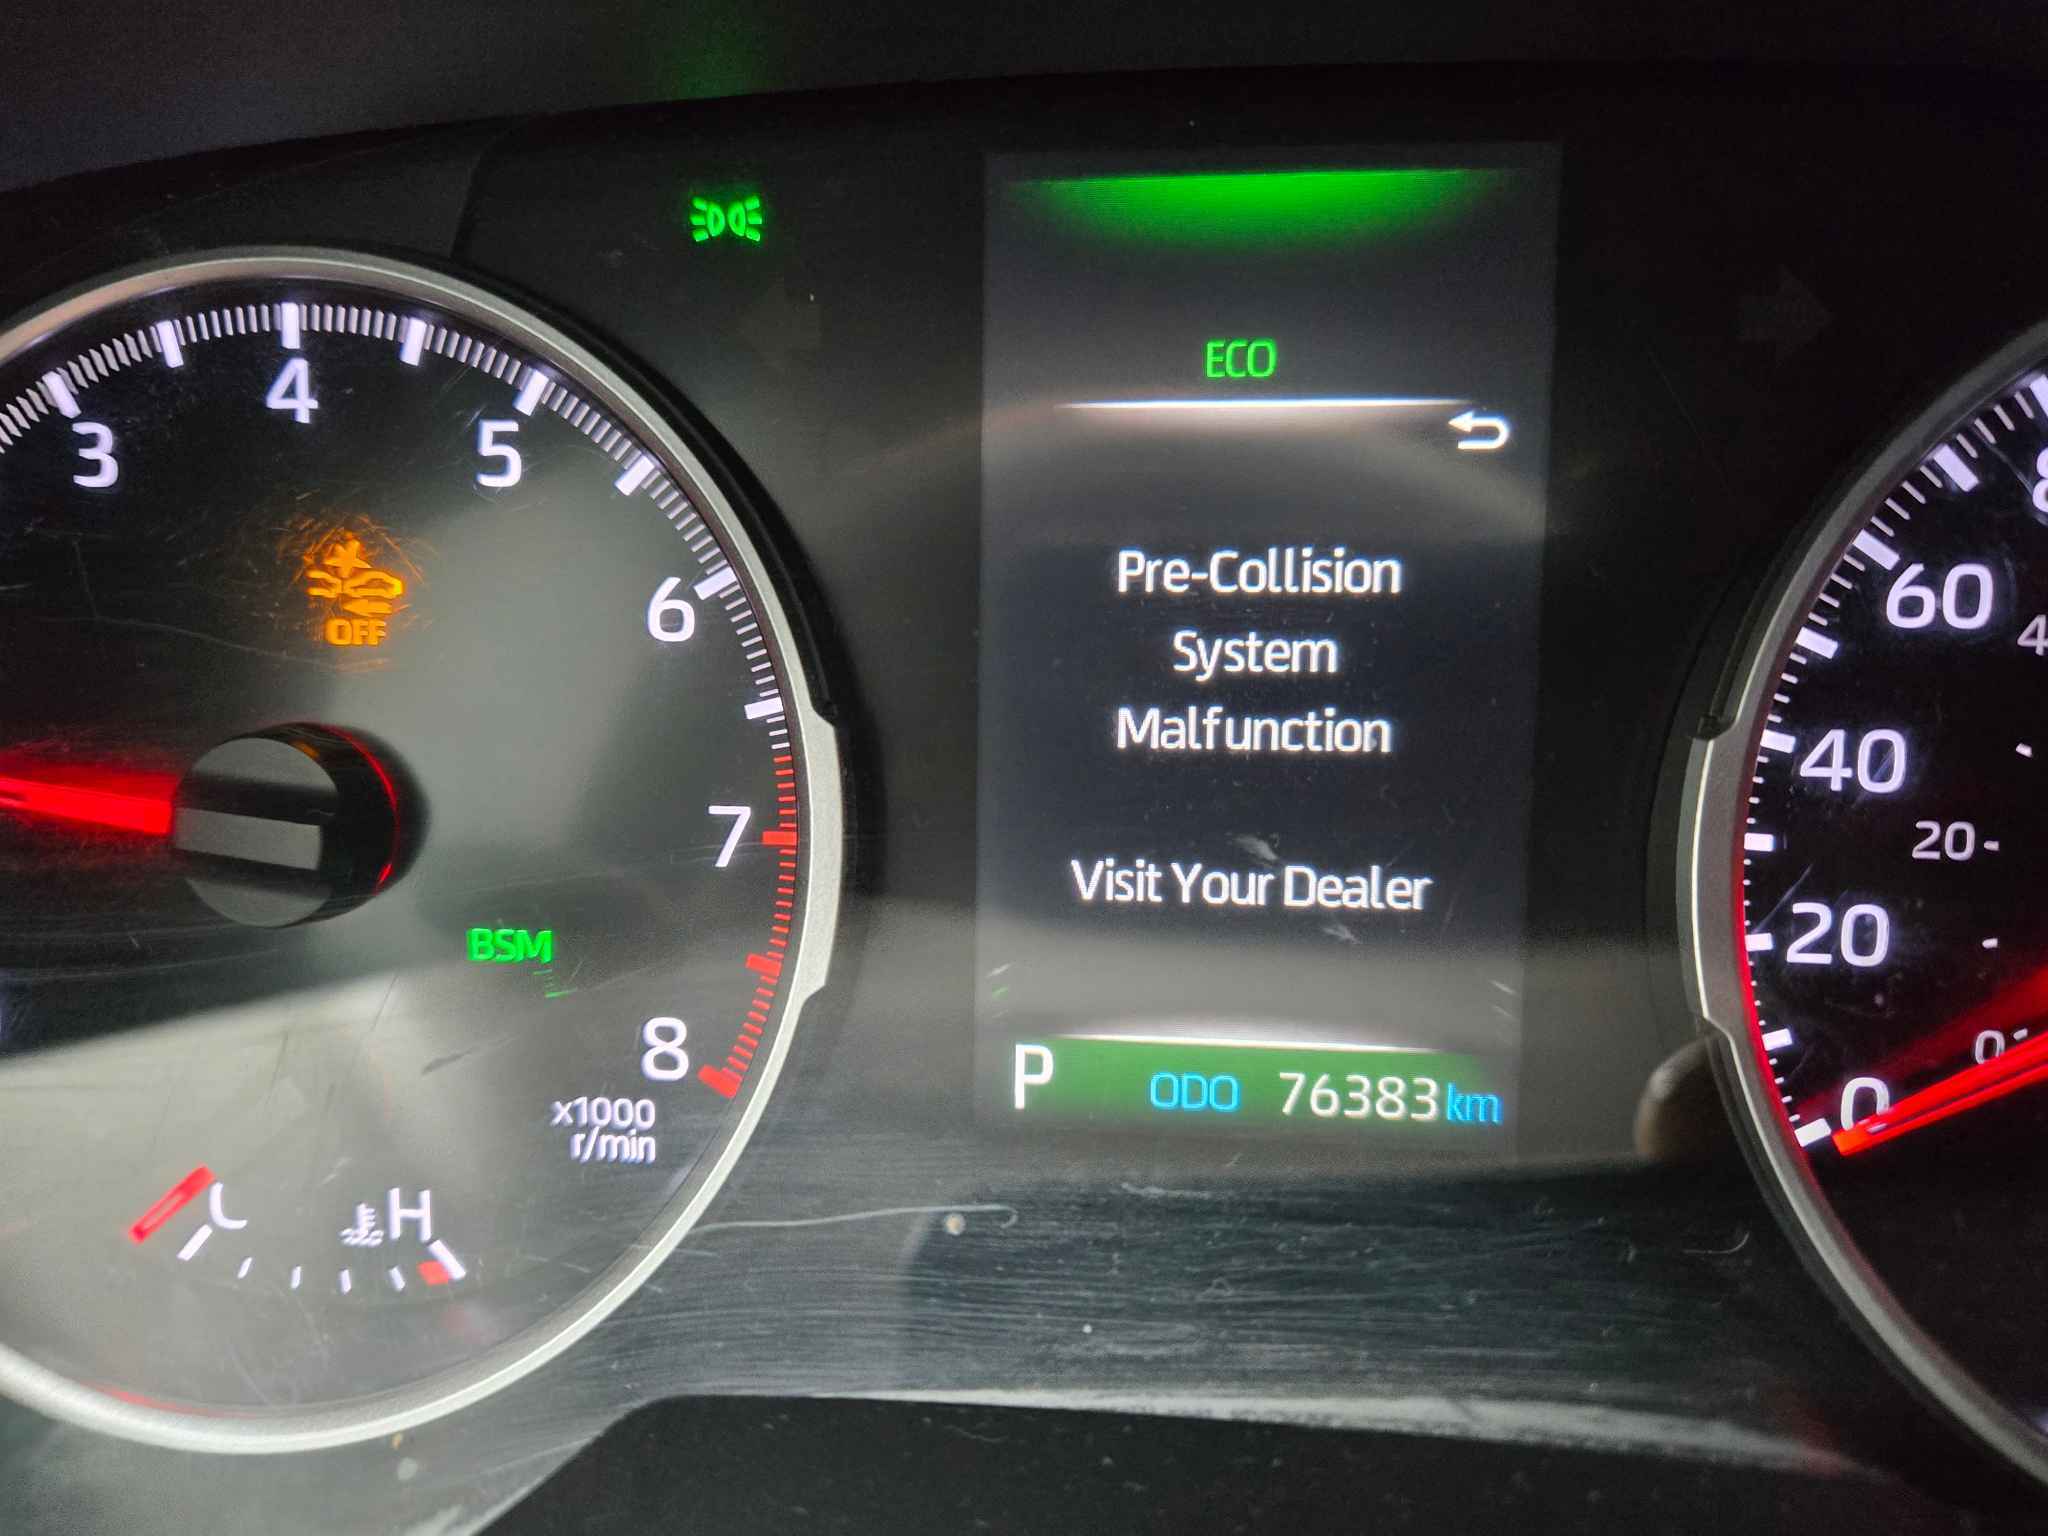 ECO
Pre-Collision
System
Malfunction
Visit Your Dealer
P ODO 76383 km
3
4
5
6
7
8
x1000
r/min
OFF
BSM
C H
60
40
20
0
20
0